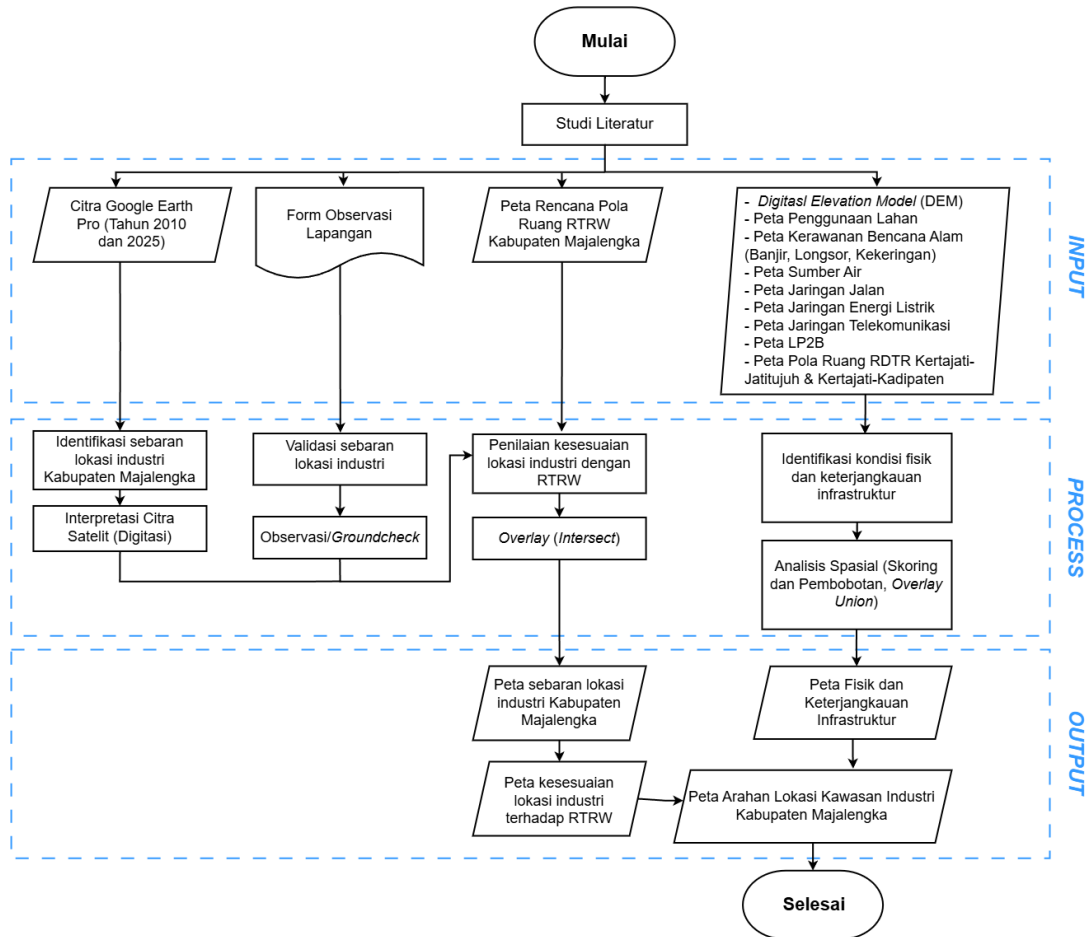 Mulai
Studi Literatur
INPUT
Citra Google Earth
Pro (Tahun 2010
dan 2025)
Form Observasi
Lapangan
Peta Rencana Pola
Ruang RTRW
Kabupaten Majalengka
- Digitasl Elevation Model (DEM)
- Peta Penggunaan Lahan
- Peta Kerawanan Bencana Alam
(Banjir, Longsor, Kekeringan)
- Peta Sumber Air
- Peta Jaringan Jalan
- Peta Jaringan Energi Listrik
- Peta Jaringan Telekomunikasi
- Peta LP2B
- Peta Pola Ruang RDTR Kertajati-
Jatitujuh & Kertajati-Kadipaten
PROCESS
Identifikasi sebaran
lokasi industri
Kabupaten Majalengka
Interpretasi Citra
Satelit (Digitasi)
Validasi sebaran
lokasi industri
Observasi/Groundcheck
Penilaian kesesuaian
lokasi industri dengan
RTRW
Overlay (Intersect)
Identifikasi kondisi fisik
dan keterjangkauan
infrastruktur
Analisis Spasial (Skoring
dan Pembobotan, Overlay
Union)
OUTPUT
Peta sebaran lokasi
industri Kabupaten
Majalengka
Peta Fisik dan
Keterjangkauan
Infrastruktur
Peta kesesuaian
lokasi industri
terhadap RTRW
Peta Arahan Lokasi Kawasan Industri
Kabupaten Majalengka
Selesai